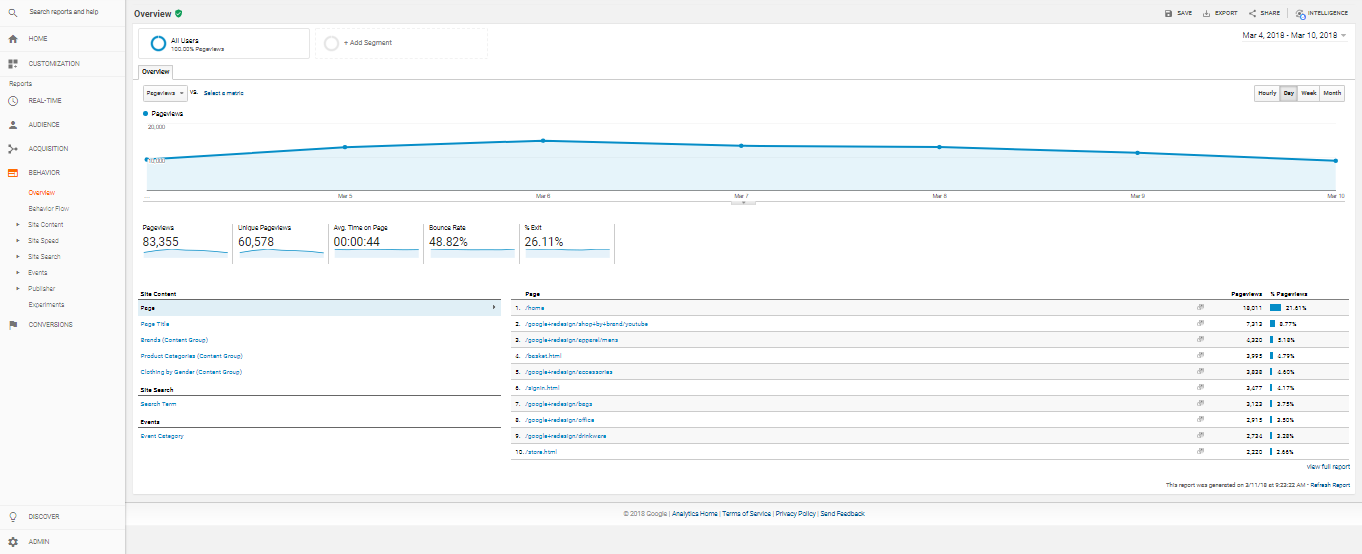 Search reports and help
HOME
CUSTOMIZATION
Reports
REAL-TIME
AUDIENCE
ACQUISITION
BEHAVIOR
Overview
Behavior Flow
Site Content
Site Speed
Site Search
Events
Publisher
Experiments
CONVERSIONS
DISCOVER
ADMIN
Overview
SAVE EXPORT SHARE INTELLIGENCE
All Users
100.00% Pageviews
+ Add Segment
Mar 4, 2018 - Mar 10, 2018
Overview
Pageviews VS. Select a metric
Hourly Day Week Month
Pageviews
20,000
10,000
... Mar 5 Mar 6 Mar 7 Mar 8 Mar 9 Mar 10
Pageviews
83,355
Unique Pageviews
60,578
Avg. Time on Page
00:00:44
Bounce Rate
48.82%
% Exit
26.11%
Site Content
Page
Page Title
Brands (Content Group)
Product Categories (Content Group)
Clothing by Gender (Content Group)
Site Search
Search Term
Events
Event Category
Page Pageviews % Pageviews
1. /home 18,011 21.61%
2. /google+redesign/shop+by+brand/youtube 7,313 8.77%
3. /google+redesign/apparel/mens 4,320 5.18%
4. /basket.html 3,995 4.79%
5. /google+redesign/accessories 3,838 4.60%
6. /signin.html 3,477 4.17%
7. /google+redesign/bags 3,123 3.75%
8. /google+redesign/office 2,915 3.50%
9. /google+redesign/drinkware 2,734 3.28%
10. /store.html 2,220 2.66%
view full report
This report was generated on 3/11/18 at 9:23:22 AM - Refresh Report
© 2018 Google | Analytics Home | Terms of Service | Privacy Policy | Send Feedback